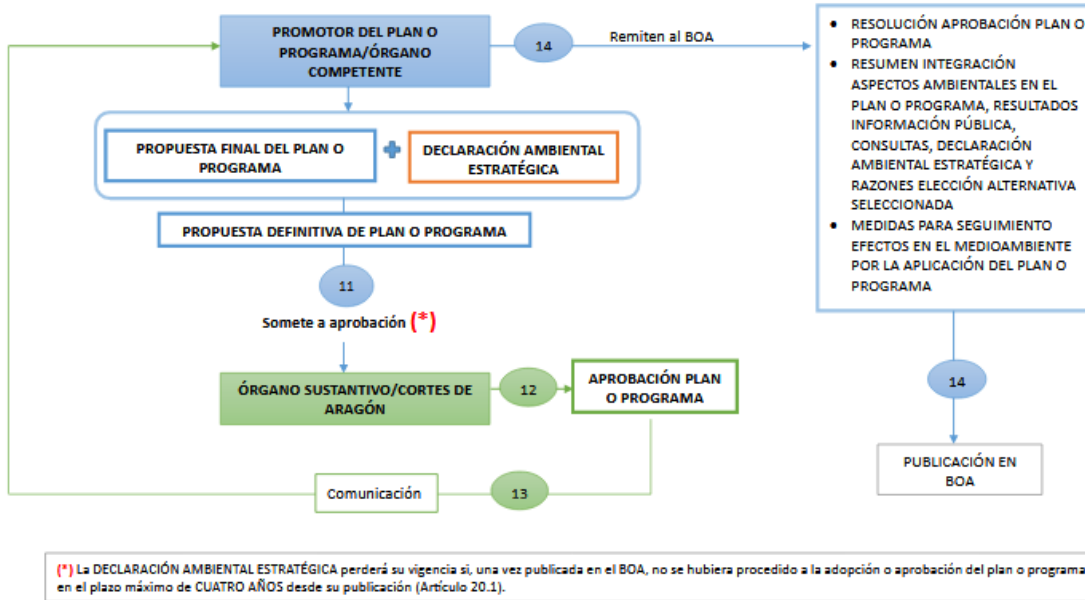 PROMOTOR DEL PLAN O
PROGRAMA/ÓRGANO
COMPETENTE
14
Remiten al BOA
PROPUESTA FINAL DEL PLAN O
PROGRAMA
DECLARACIÓN AMBIENTAL
ESTRATÉGICA
PROPUESTA DEFINITIVA DE PLAN O PROGRAMA
11
Somete a aprobación (*)
ÓRGANO SUSTANTIVO/CORTES DE
ARAGÓN
12
APROBACIÓN PLAN
O PROGRAMA
Comunicación
13
• RESOLUCIÓN APROBACIÓN PLAN O
PROGRAMA
• RESUMEN INTEGRACIÓN
ASPECTOS AMBIENTALES EN EL
PLAN O PROGRAMA, RESULTADOS
INFORMACIÓN PÚBLICA,
CONSULTAS, DECLARACIÓN
AMBIENTAL ESTRATÉGICA Y
RAZONES ELECCIÓN ALTERNATIVA
SELECCIONADA
• MEDIDAS PARA SEGUIMIENTO
EFECTOS EN EL MEDIOAMBIENTE
POR LA APLICACIÓN DEL PLAN O
PROGRAMA
14
PUBLICACIÓN EN
BOA
(*) La DECLARACIÓN AMBIENTAL ESTRATÉGICA perderá su vigencia si, una vez publicada en el BOA, no se hubiera procedido a la adopción o aprobación del plan o programa
en el plazo máximo de CUATRO AÑOS desde su publicación (Artículo 20.1).